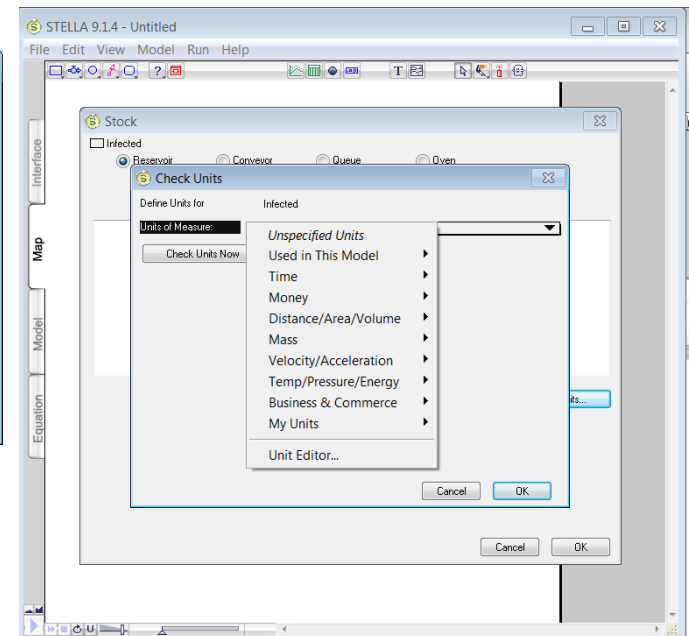 STELLA 9.1.4 - Untitled
File Edit View Model Run Help
Interface
Map
Model
Equation
Stock
Infected
Reservoir Conveyor Queue Oven
Check Units
Define Units for Infected
Units of Measure:
Check Units Now
Unspecified Units
Used in This Model
Time
Money
Distance/Area/Volume
Mass
Velocity/Acceleration
Temp/Pressure/Energy
Business & Commerce
My Units
Unit Editor...
its...
Cancel OK
Cancel OK
U